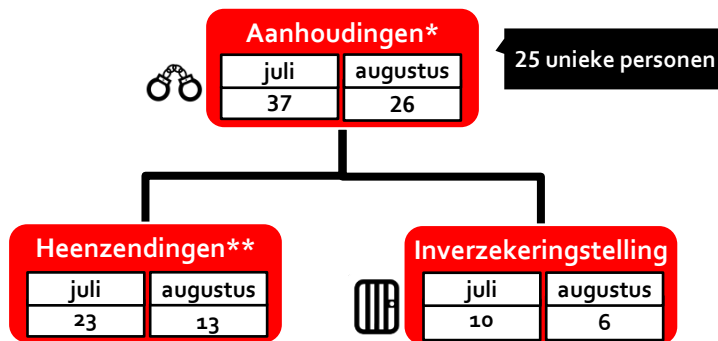 Aanhoudingen*
25 unieke personen
juli augustus
37 26
Heenzendingen**
juli augustus
23 13
Inverzekeringstelling
juli augustus
10 6